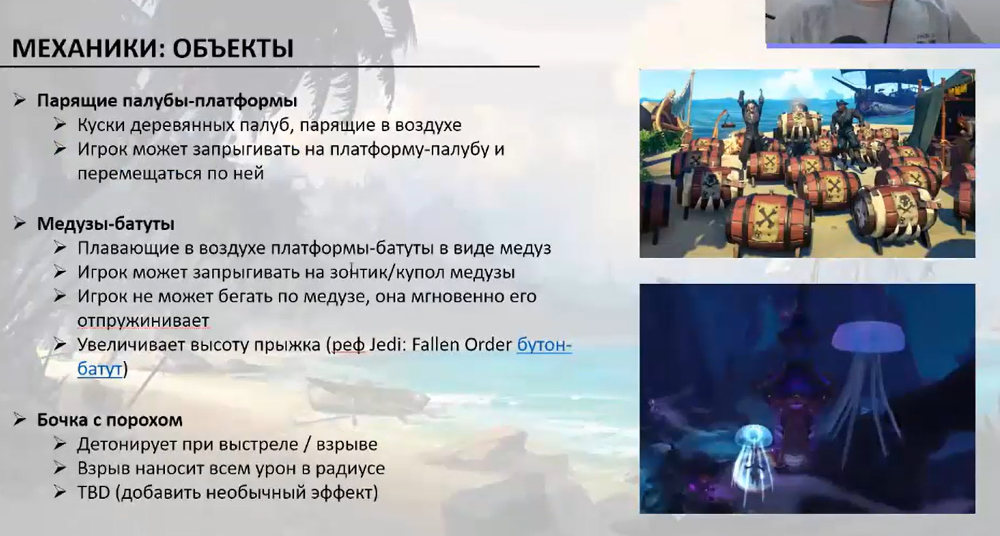 МЕХАНИКИ: ОБЪЕКТЫ
Парящие палубы-платформы
Куски деревянных палуб, парящие в воздухе
Игрок может запрыгивать на платформу-палубу и
перемещаться по ней
Медузы-батуты
Плавающие в воздухе платформы-батуты в виде медуз
Игрок может запрыгивать на зонтик/купол медузы
Игрок не может бегать по медузе, она мгновенно его
отпружинивает
Увеличивает высоту прыжка (реф Jedi: Fallen Order бутон-
батут)
Бочка с порохом
Детонирует при выстреле / взрыве
Взрыв наносит всем урон в радиусе
TBD (добавить необычный эффект)